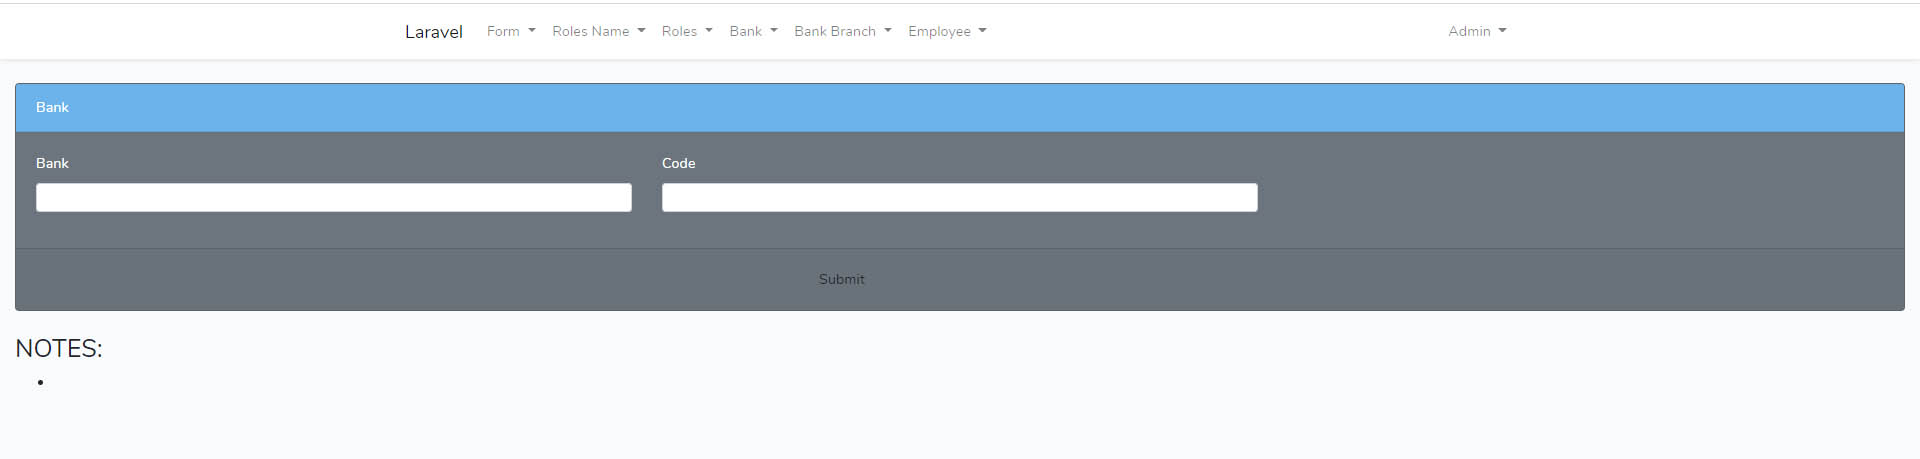 Laravel Form Roles Name Roles Bank Bank Branch Employee Admin
Bank
Bank Code
Submit
NOTES: